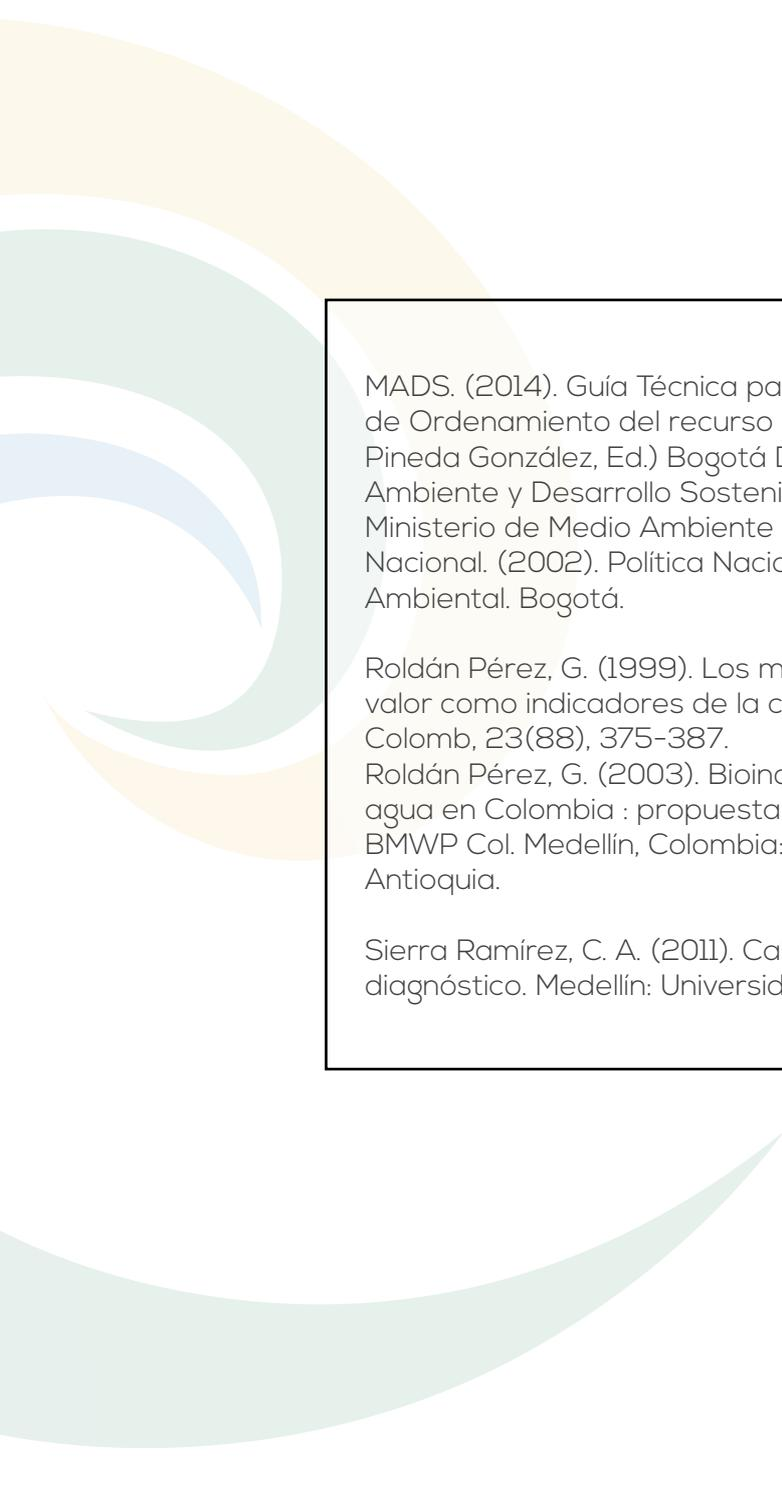 MADS. (2014). Guía Técnica pa
de Ordenamiento del recurso
Pineda González, Ed.) Bogotá
Ambiente y Desarrollo Sosteni
Ministerio de Medio Ambiente
Nacional. (2002). Política Nacio
Ambiental. Bogotá.
Roldán Pérez, G. (1999). Los m
valor como indicadores de la c
Colomb, 23(88), 375-387.
Roldán Pérez, G. (2003). Bioind
agua en Colombia : propuesta
BMWP Col. Medellín, Colombia:
Antioquia.
Sierra Ramírez, C. A. (2011). Ca
diagnóstico. Medellín: Universid